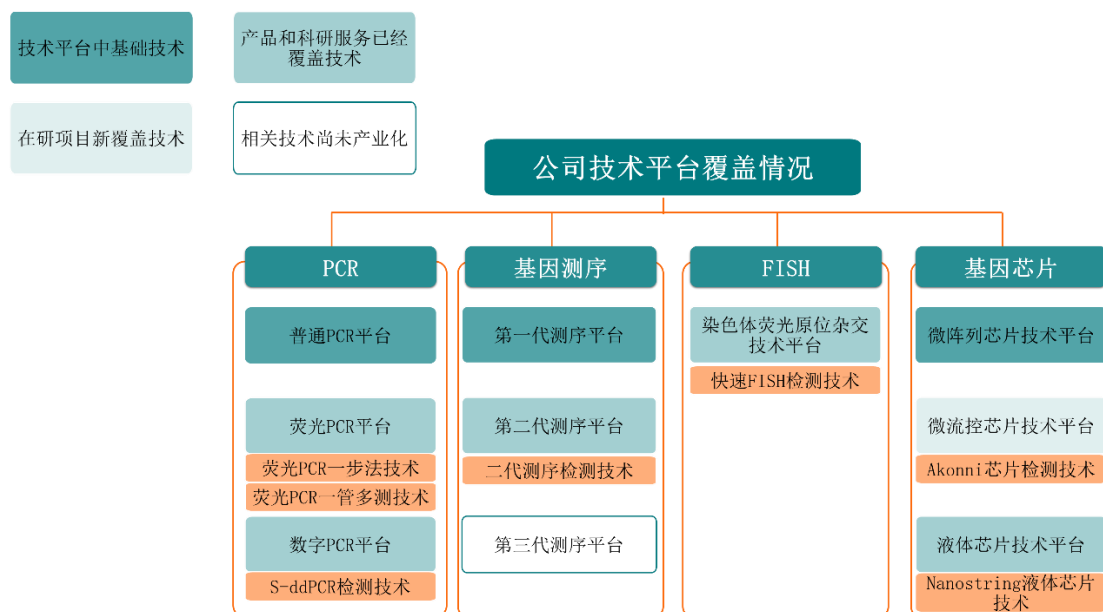 技术平台中基础技术
产品和科研服务已经
覆盖技术
在研项目新覆盖技术
相关技术尚未产业化
公司技术平台覆盖情况
PCR
普通PCR平台
荧光PCR平台
荧光PCR一步法技术
荧光PCR一管多测技术
数字PCR平台
S-ddPCR检测技术
基因测序
第一代测序平台
第二代测序平台
二代测序检测技术
第三代测序平台
FISH
染色体荧光原位杂交
技术平台
快速FISH检测技术
基因芯片
微阵列芯片技术平台
微流控芯片技术平台
Akonni芯片检测技术
液体芯片技术平台
Nanostring液体芯片
技术